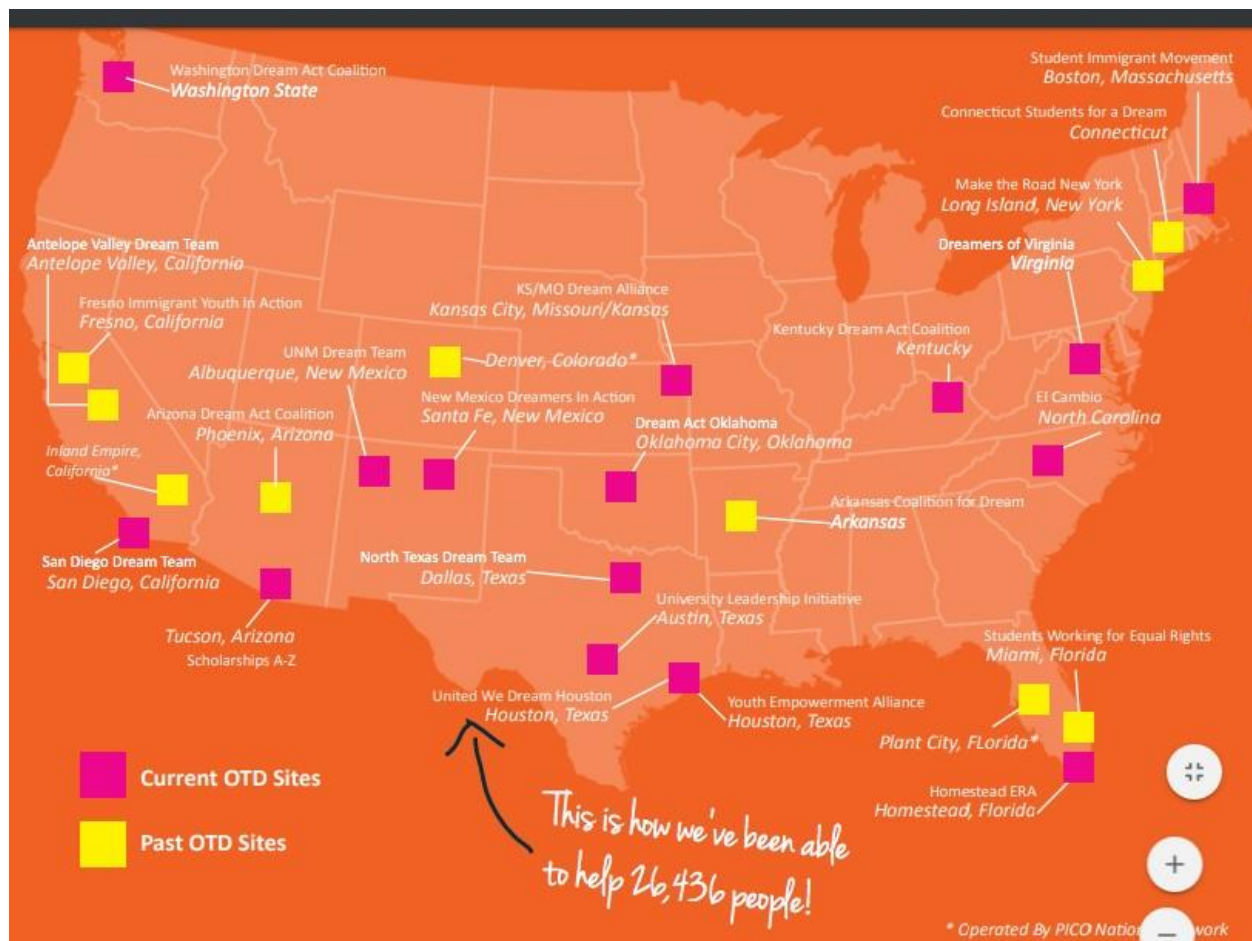 Washington Dream Act Coalition
Washington State
Student Immigrant Movement
Boston, Massachusetts
Connecticut Students for a Dream
Connecticut
Make the Road New York
Long Island, New York
Dreamers of Virginia
Virginia
Antelope Valley Dream Team
Antelope Valley, California
Fresno Immigrant Youth In Action
Fresno, California
KS/MO Dream Alliance
Kansas City, Missouri/Kansas
Kentucky Dream Act Coalition
Kentucky
UNM Dream Team
Albuquerque, New Mexico
Denver, Colorado*
New Mexico Dreamers In Action
Santa Fe, New Mexico
El Cambio
North Carolina
Arizona Dream Act Coalition
Phoenix, Arizona
Dream Act Oklahoma
Oklahoma City, Oklahoma
Inland Empire,
California*
Arkansas Coalition for Dream
Arkansas
San Diego Dream Team
San Diego, California
North Texas Dream Team
Dallas, Texas
University Leadership Initiative
Austin, Texas
Tucson, Arizona
Scholarships A-Z
Students Working for Equal Rights
Miami, Florida
United We Dream Houston
Houston, Texas
Youth Empowerment Alliance
Houston, Texas
Plant City, FLorida*
Homestead ERA
Homestead, Florida
Current OTD Sites
Past OTD Sites
This is how we've been able
to help 26,436 people!
* Operated By PICO Natio work